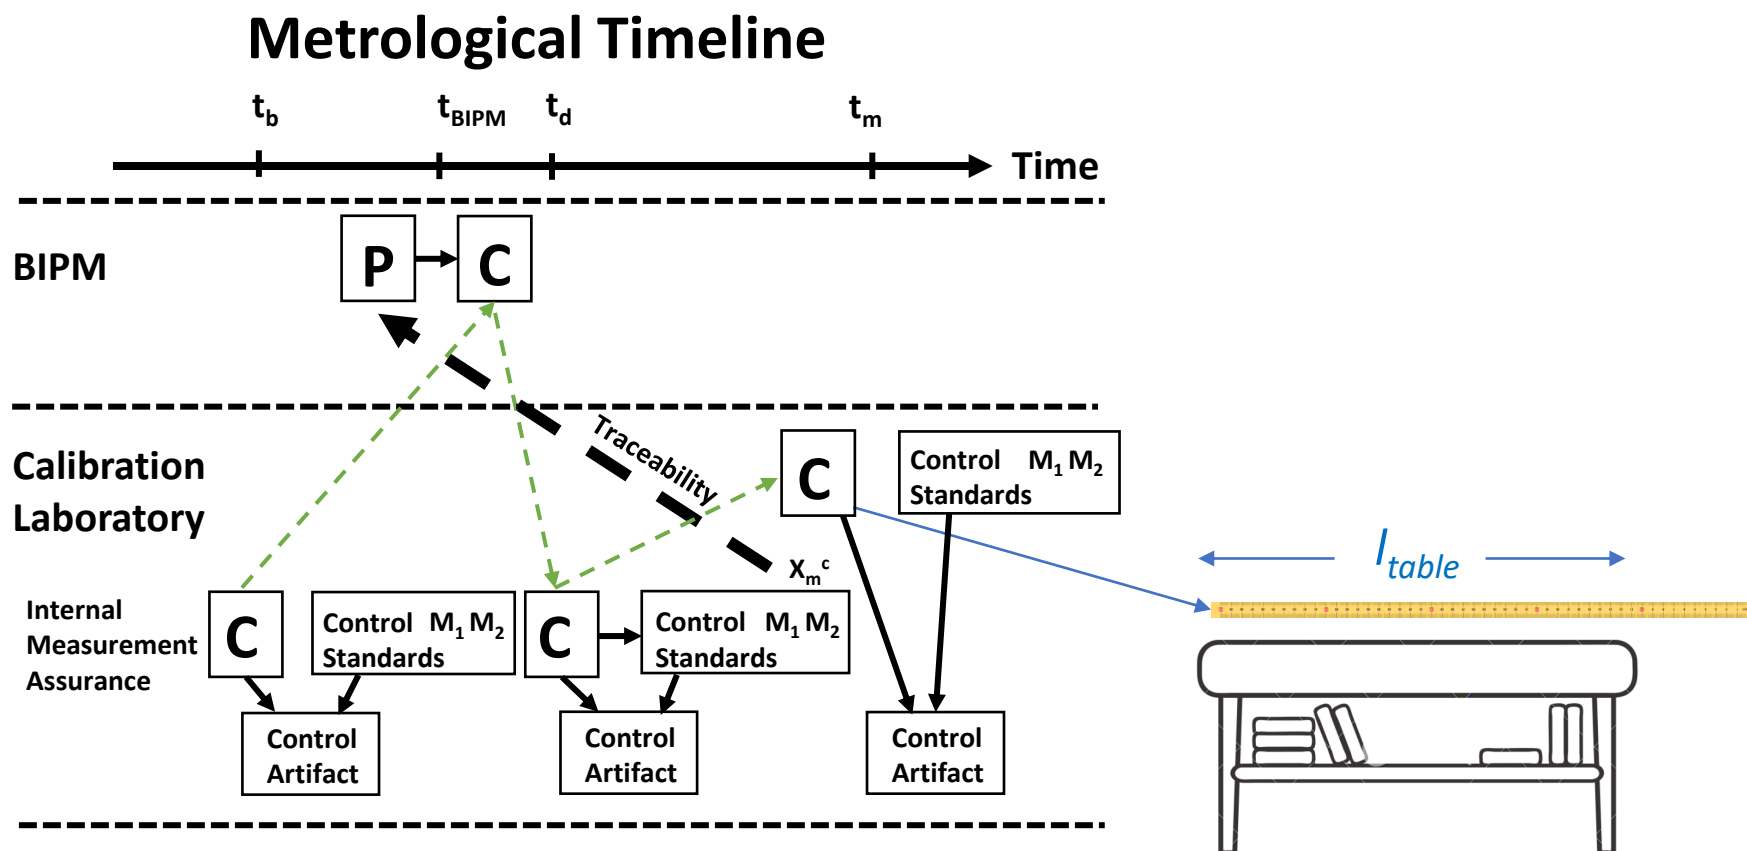 Metrological Timeline
t_b t_BIPM t_d t_m
Time
BIPM
P
C
Traceability
Calibration
Laboratory
C
Control M₁ M₂
Standards
X_m^c
l_table
Internal
Measurement
Assurance
C
Control M₁ M₂
Standards
C
Control M₁ M₂
Standards
Control
Artifact
Control
Artifact
Control
Artifact